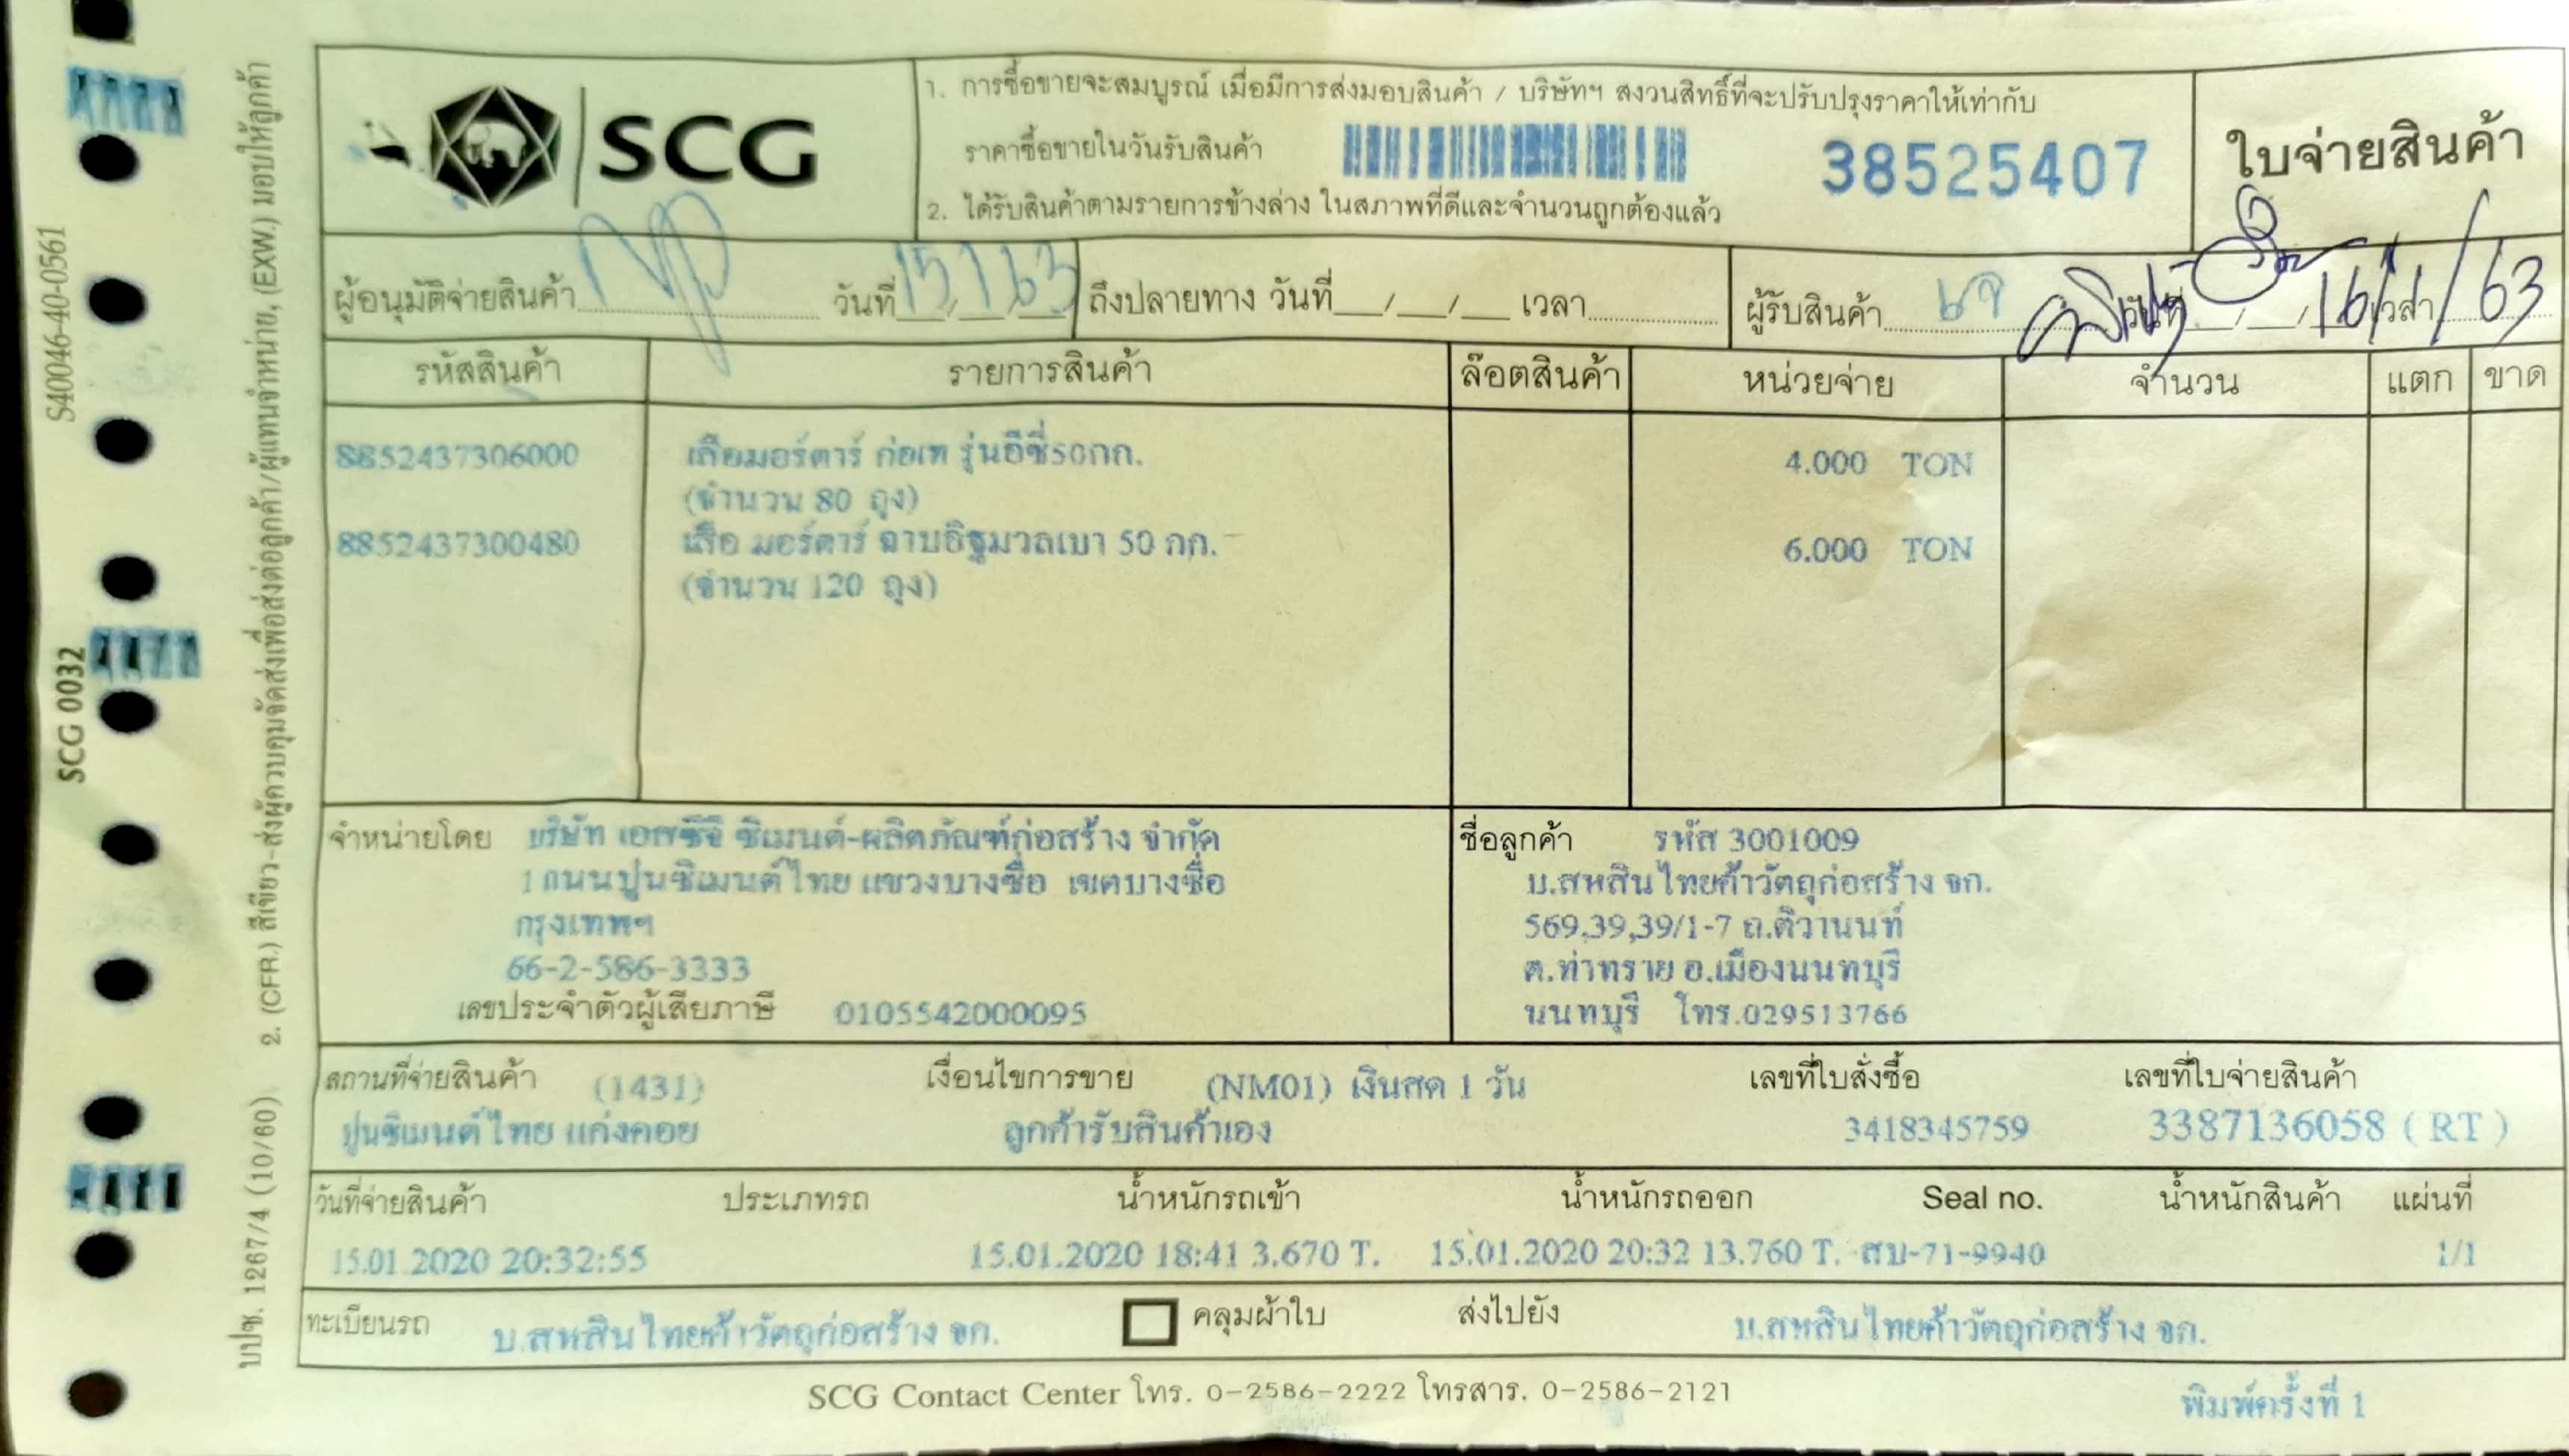 SCG
1. การซื้อขายจะสมบูรณ์ เมื่อมีการส่งมอบสินค้า / บริษัทฯ สงวนสิทธิ์ที่จะปรับปรุงราคาให้เท่ากับ
ราคาซื้อขายในวันรับสินค้า
38525407
2. ได้รับสินค้าตามรายการข้างล่าง ในสภาพที่ดีและจำนวนถูกต้องแล้ว
ใบจ่ายสินค้า
ผู้อนุมัติจ่ายสินค้า วันที่ 15/1/63 ถึงปลายทาง วันที่ / / เวลา ผู้รับสินค้า วันที่ / / เวลา 16/1/63
รหัสสินค้า รายการสินค้า ล๊อตสินค้า หน่วยจ่าย จำนวน แตก ขาด
8852437306000 เสือมอร์ตาร์ ก่อเท รุ่นอีซี่50กก. 4.000 TON
(จำนวน 80 ถุง)
8852437300480 เสือ มอร์ตาร์ ฉาบอิฐมวลเบา 50 กก. 6.000 TON
(จำนวน 120 ถุง)
จำหน่ายโดย บริษัท เอสซีจี ซิเมนต์-ผลิตภัณฑ์ก่อสร้าง จำกัด
1 ถนนปูนซิเมนต์ไทย แขวงบางซื่อ เขตบางซื่อ
กรุงเทพฯ
66-2-586-3333
เลขประจำตัวผู้เสียภาษี 0105542000095
ชื่อลูกค้า รหัส 3001009
บ.สหสินไทยค้าวัตถุก่อสร้าง จก.
569,39,39/1-7 ถ.ติวานนท์
ต.ท่าทราย อ.เมืองนนทบุรี
นนทบุรี โทร.029513766
สถานที่จ่ายสินค้า (1431) เงื่อนไขการขาย (NM01) เงินสด 1 วัน เลขที่ใบสั่งซื้อ เลขที่ใบจ่ายสินค้า
ปูนซิเมนต์ไทย แก่งคอย ลูกค้ารับสินค้าเอง 3418345759 3387136058 ( RT )
วันที่จ่ายสินค้า ประเภทรถ น้ำหนักรถเข้า น้ำหนักรถออก Seal no. น้ำหนักสินค้า แผ่นที่
15.01.2020 20:32:55 15.01.2020 18:41 3.670 T. 15.01.2020 20:32 13.760 T. สบ-71-9940 1/1
ทะเบียนรถ บ.สหสินไทยค้าวัตถุก่อสร้าง จก. คลุมผ้าใบ ส่งไปยัง บ.สหสินไทยค้าวัตถุก่อสร้าง จก.
SCG Contact Center โทร. 0-2586-2222 โทรสาร. 0-2586-2121
พิมพ์ครั้งที่ 1
S40046-40-0561
SCG 0032
บปซ. 1267/4 (10/60) 2. (CFR.) สีเขียว-ส่งผู้ควบคุมจัดส่งเพื่อส่งต่อลูกค้า/ผู้แทนจำหน่าย, (EXW.) มอบให้ลูกค้า